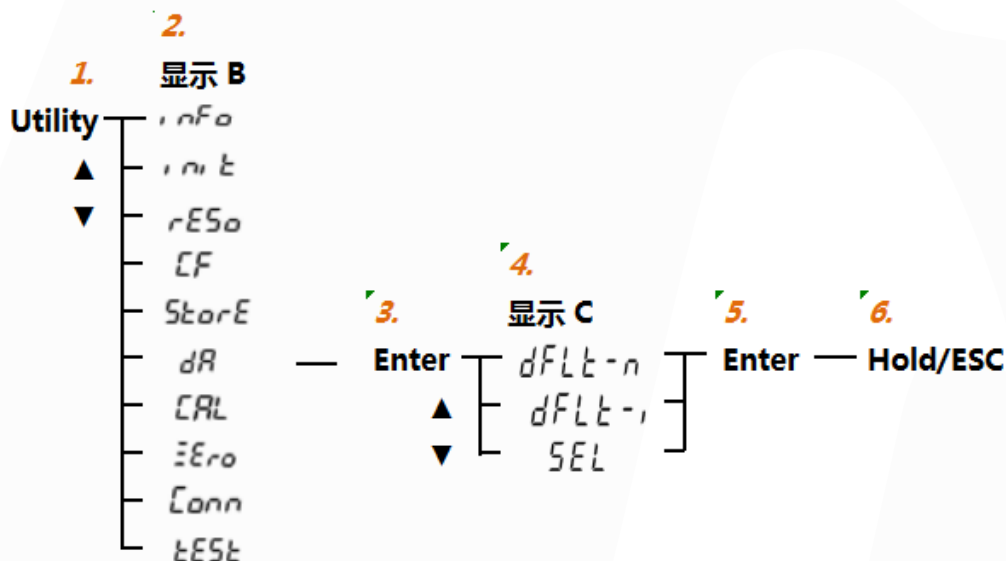 2.
1. 显示 B
Utility inFo
▲ init
▼ rESo
CF
4.
StorE 3. 显示 C 5. 6.
dA — Enter dFLt-n Enter — Hold/ESC
CAL ▲ dFLt-i
ZEro ▼ SEL
Conn
tESt